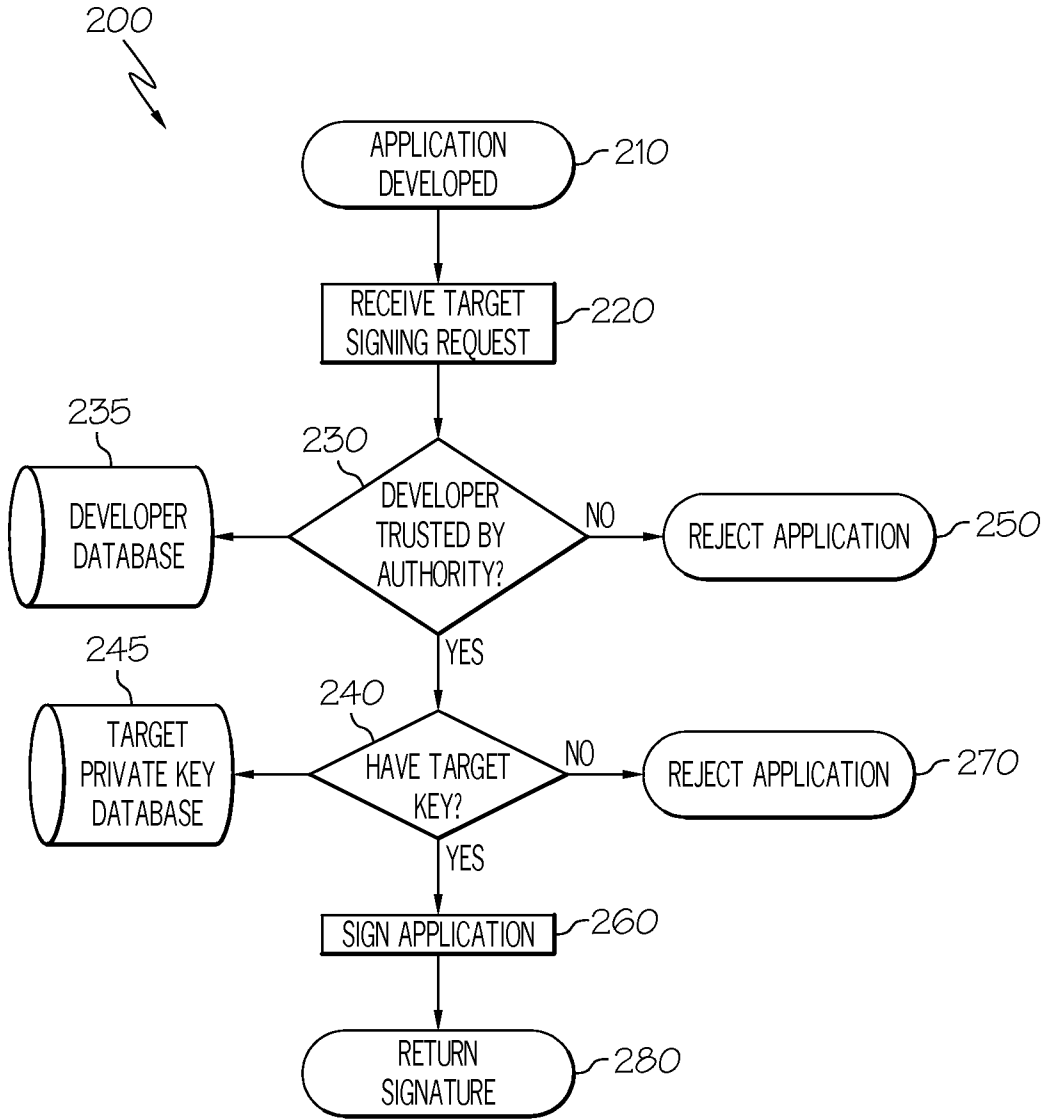 200
APPLICATION
DEVELOPED
210
RECEIVE TARGET
SIGNING REQUEST
220
235
DEVELOPER
DATABASE
230
DEVELOPER
TRUSTED BY
AUTHORITY?
NO
REJECT APPLICATION
250
YES
245
TARGET
PRIVATE KEY
DATABASE
240
HAVE TARGET
KEY?
NO
REJECT APPLICATION
270
YES
SIGN APPLICATION
260
RETURN
SIGNATURE
280